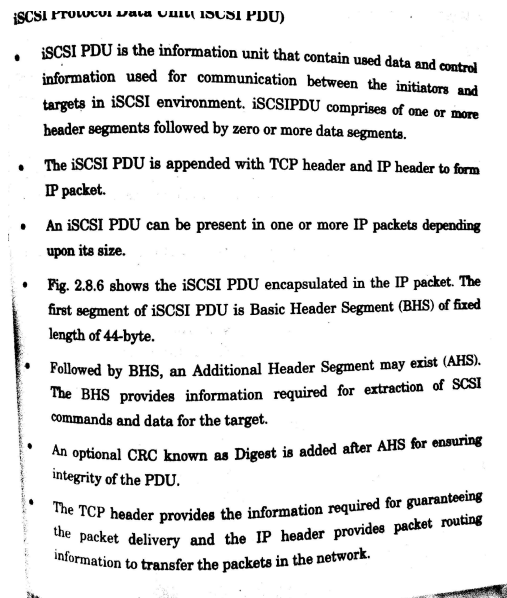 iSCSI Protocol Data Unit( iSCSI PDU)
• iSCSI PDU is the information unit that contain used data and control
information used for communication between the initiators and
targets in iSCSI environment. iSCSIPDU comprises of one or more
header segments followed by zero or more data segments.
• The iSCSI PDU is appended with TCP header and IP header to form
IP packet.
• An iSCSI PDU can be present in one or more IP packets depending
upon its size.
• Fig. 2.8.6 shows the iSCSI PDU encapsulated in the IP packet. The
first segment of iSCSI PDU is Basic Header Segment (BHS) of fixed
length of 44-byte.
• Followed by BHS, an Additional Header Segment may exist (AHS).
The BHS provides information required for extraction of SCSI
commands and data for the target.
• An optional CRC known as Digest is added after AHS for ensuring
integrity of the PDU.
• The TCP header provides the information required for guaranteeing
the packet delivery and the IP header provides packet routing
information to transfer the packets in the network.